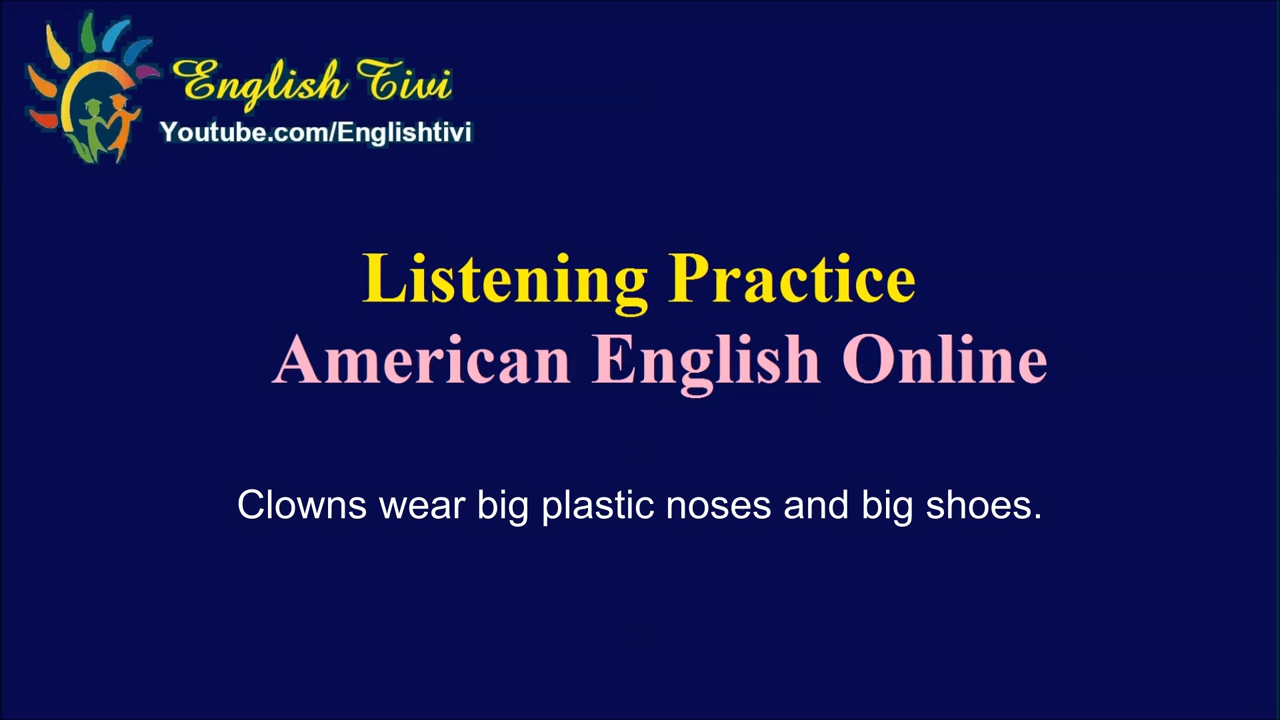 English Tivi
Youtube.com/Englishtivi
Listening Practice
American English Online
Clowns wear big plastic noses and big shoes.